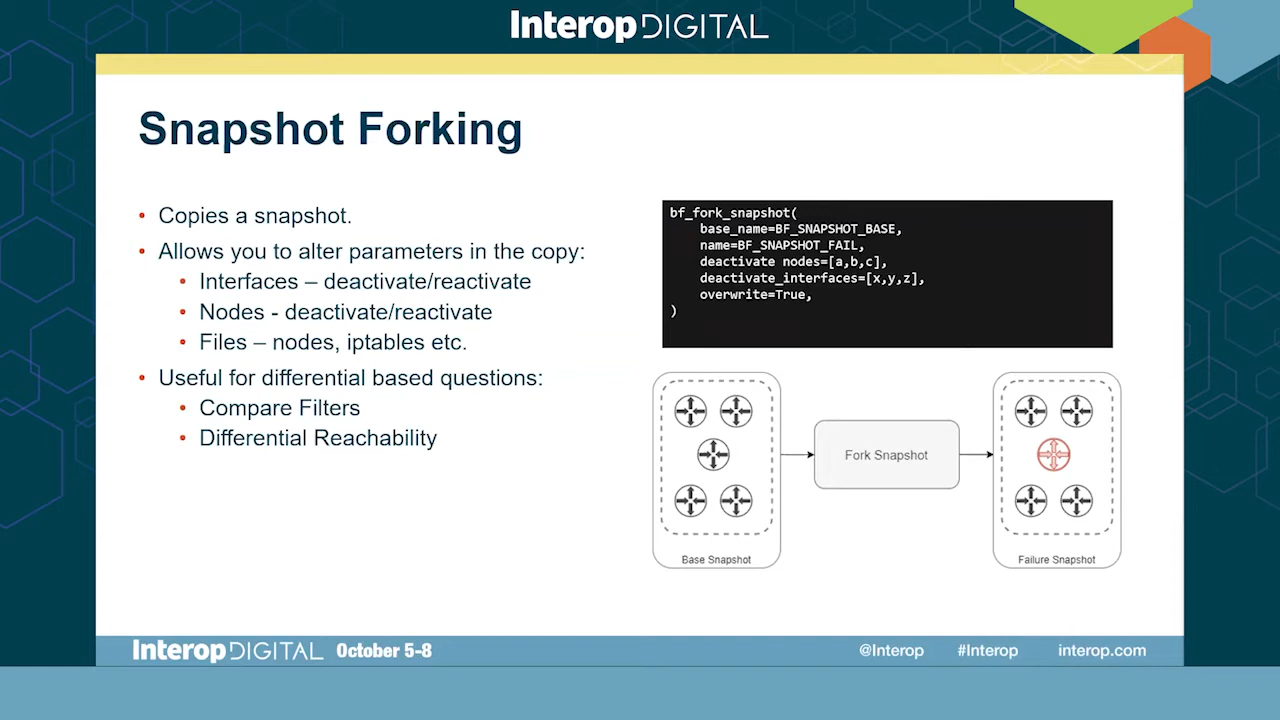 Interop DIGITAL
Snapshot Forking
• Copies a snapshot.
• Allows you to alter parameters in the copy:
• Interfaces – deactivate/reactivate
• Nodes - deactivate/reactivate
• Files – nodes, iptables etc.
• Useful for differential based questions:
• Compare Filters
• Differential Reachability
bf_fork_snapshot(
base_name=BF_SNAPSHOT_BASE,
name=BF_SNAPSHOT_FAIL,
deactivate nodes=[a,b,c],
deactivate_interfaces=[x,y,z],
overwrite=True,
)
Fork Snapshot
Base Snapshot
Failure Snapshot
Interop DIGITAL October 5-8
@Interop #Interop interop.com